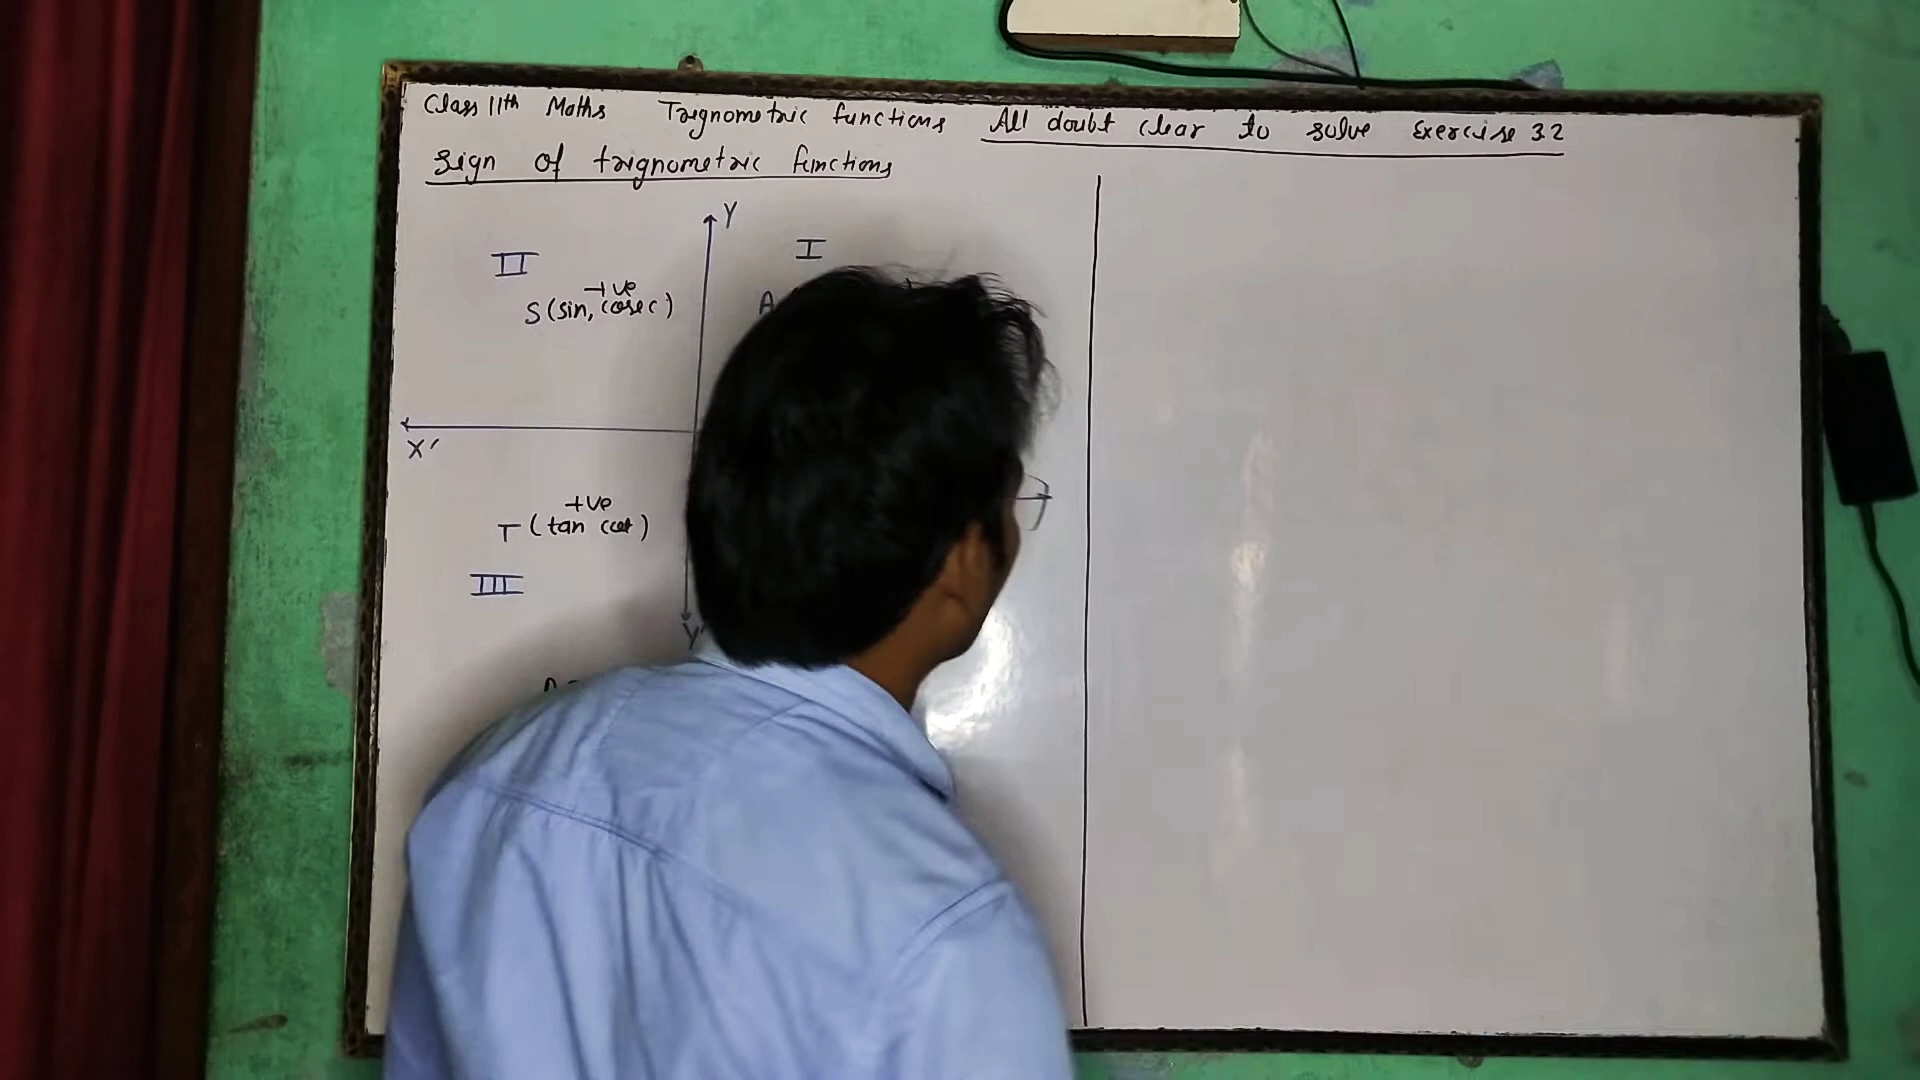 Class 11th Maths Trignometric functions All doubt clear to solve Exercise 3.2
Sign of trignometric functions
Y
II
I
+ve
S (sin, cosec)
A
X'
+ve
T (tan cot)
III
Y'